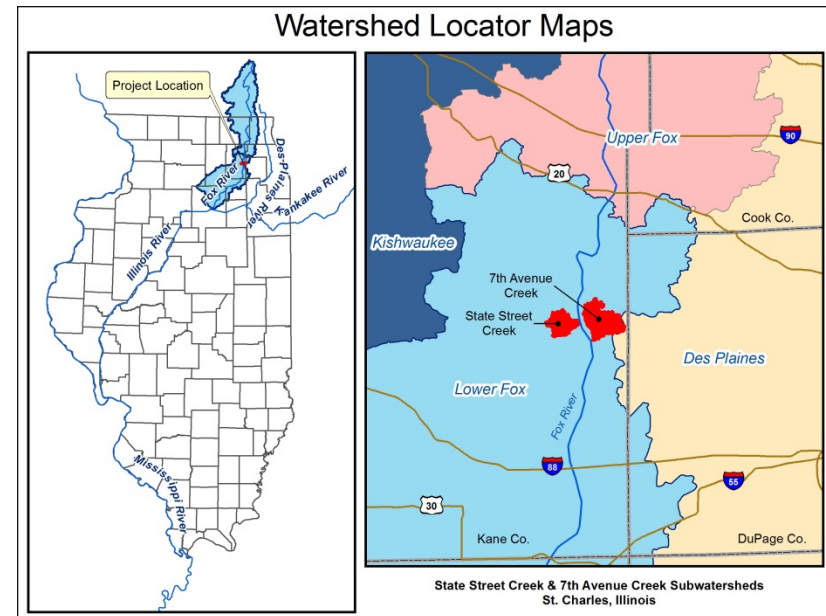 Watershed Locator Maps
Project Location
Fox River
Des Plaines River
Kankakee River
Illinois River
Mississippi River
Upper Fox
90
20
Cook Co.
Kishwaukee
7th Avenue
Creek
State Street
Creek
Des Plaines
Lower Fox
Fox River
88
55
30
Kane Co.
DuPage Co.
State Street Creek & 7th Avenue Creek Subwatersheds
St. Charles, Illinois